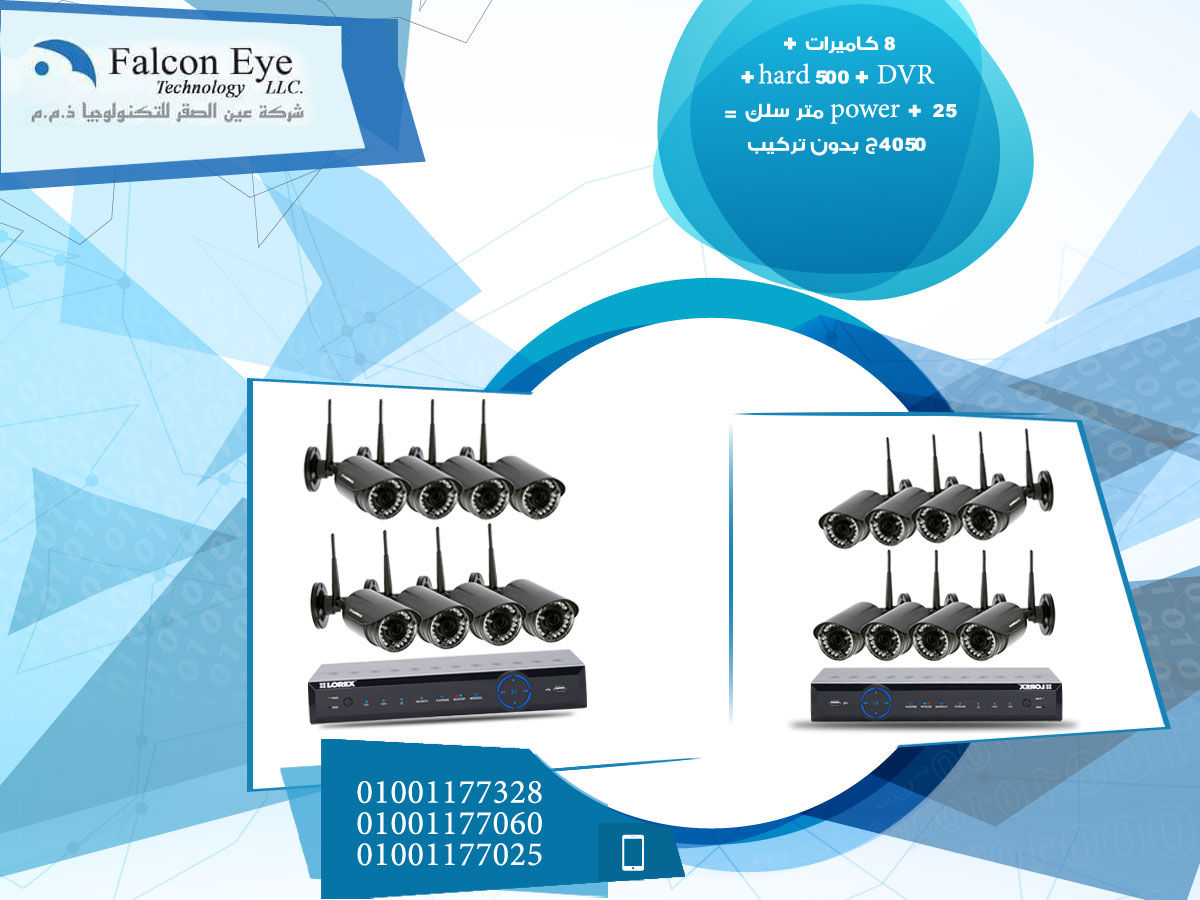 Falcon Eye
Technology LLC.
شركة عين الصقر للتكنولوجيا ذ.م.م
8 كاميرات +
+ hard 500 + DVR
25 + power متر سلك =
4050ج بدون تركيب
LOREX
LOREX
01001177328
01001177060
01001177025